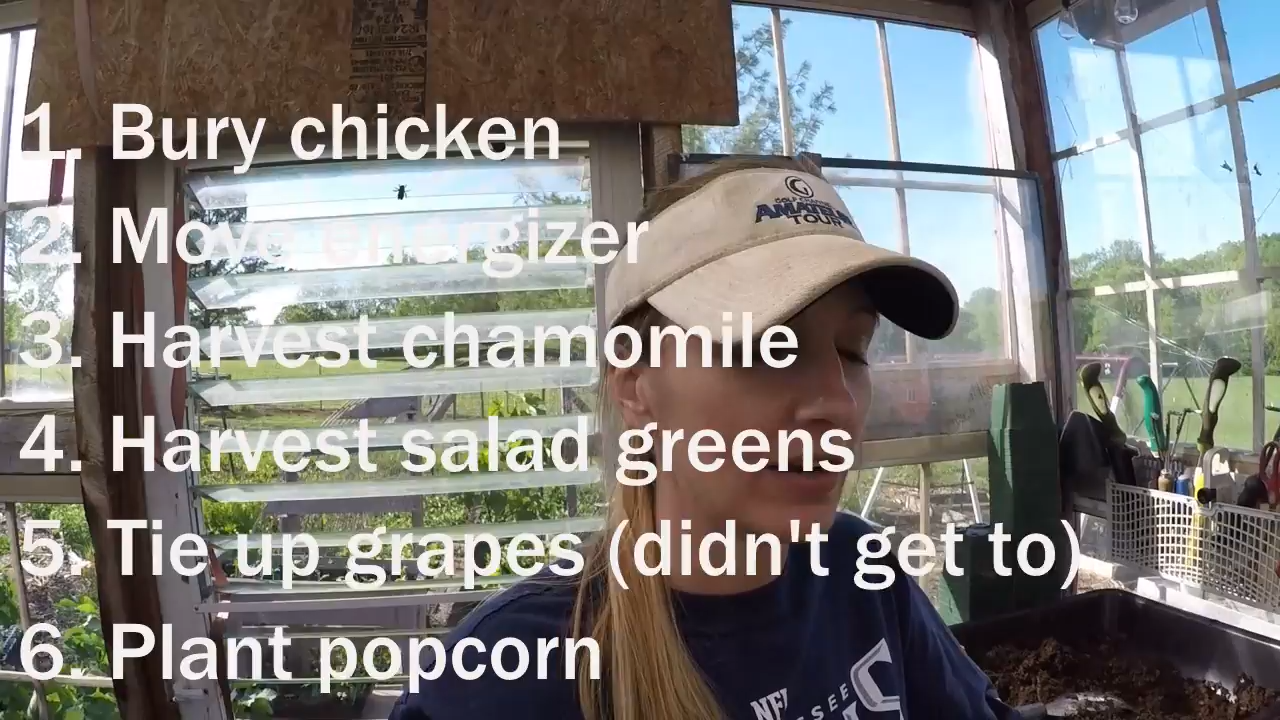 1. Bury chicken
2. Move energizer
3. Harvest chamomile
4. Harvest salad greens
5. Tie up grapes (didn't get to)
6. Plant popcorn
TOUR
NFL